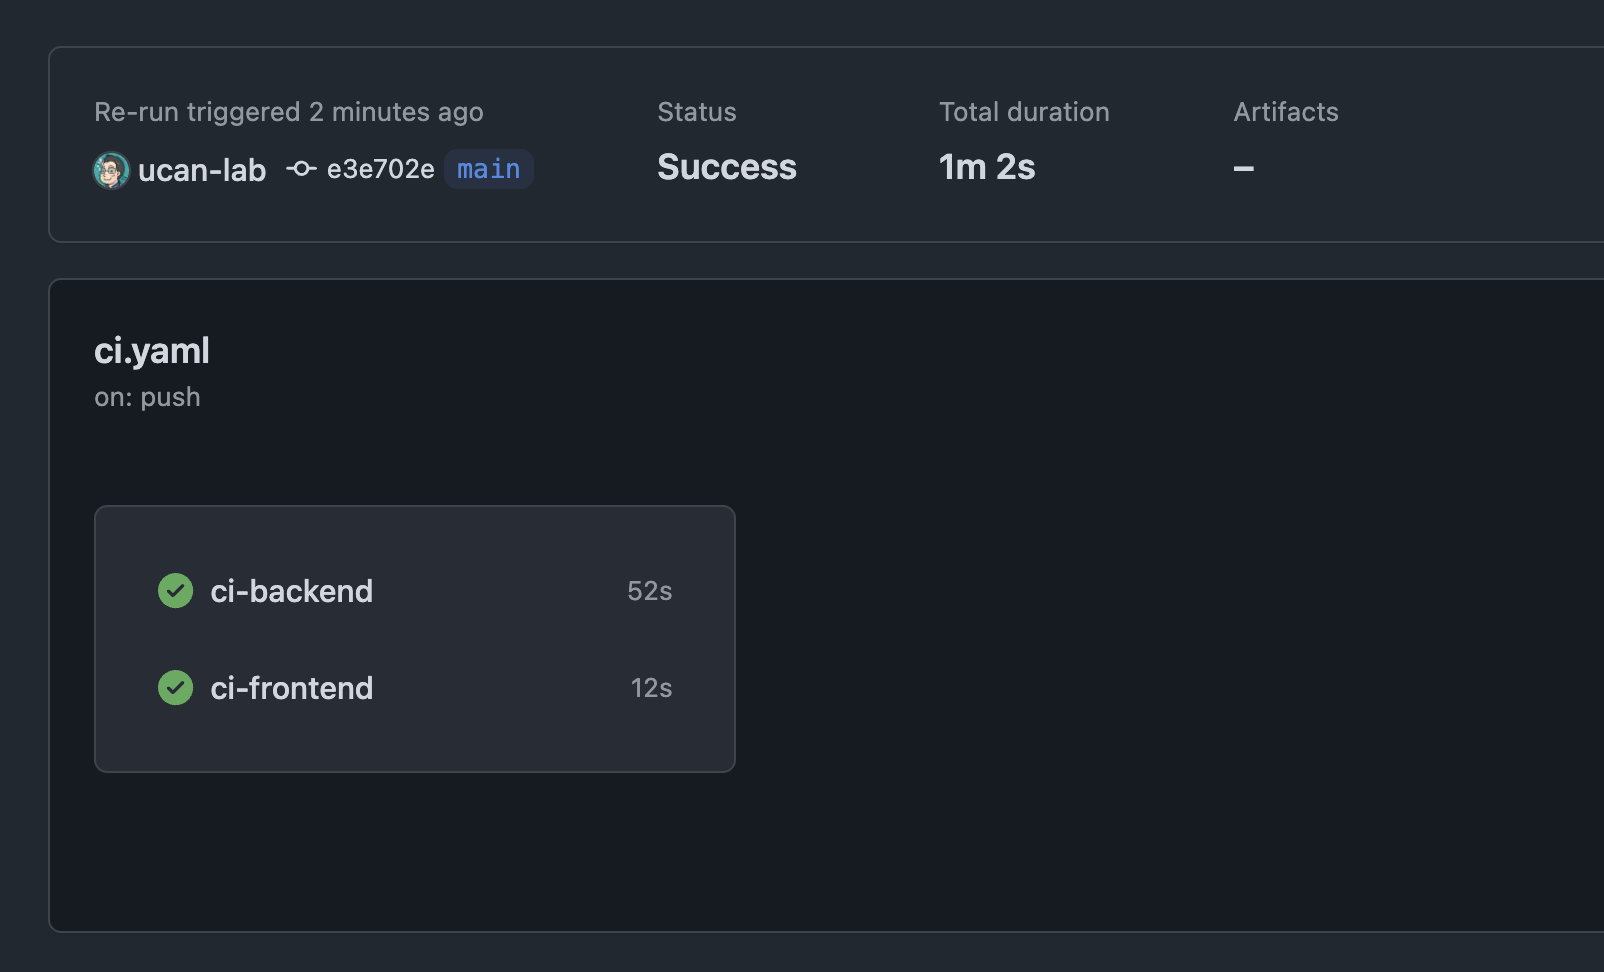 Re-run triggered 2 minutes ago
ucan-lab e3e702e main
Status
Success
Total duration
1m 2s
Artifacts
–
ci.yaml
on: push
ci-backend 52s
ci-frontend 12s